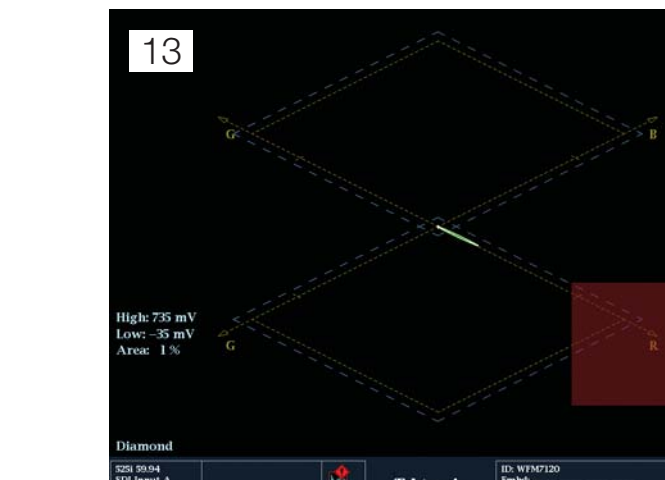 13
G B
High: 735 mV
Low: –35 mV
Area: 1 %
G R
Diamond
525i 59.94
ID: WFM7120
SDI Input A